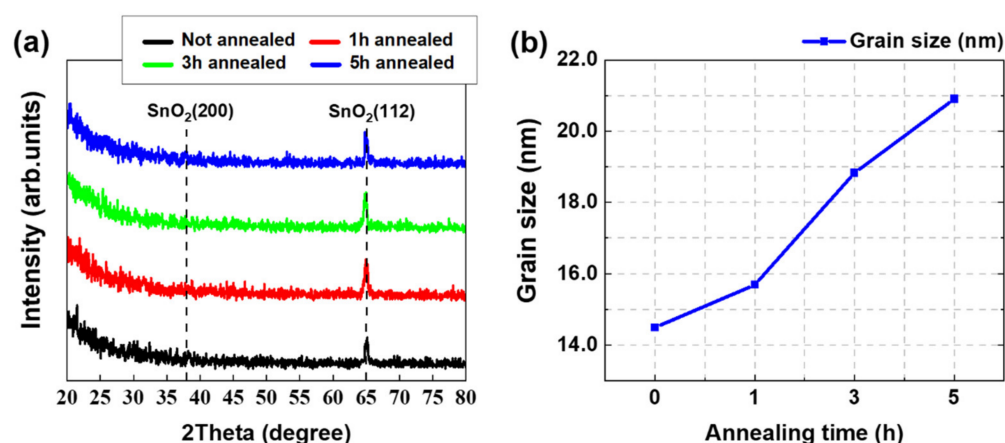 (a)
Not annealed
1h annealed
3h annealed
5h annealed
SnO₂(200)
SnO₂(112)
Intensity (arb.units)
20 25 30 35 40 45 50 55 60 65 70 75 80
2Theta (degree)
(b)
Grain size (nm)
22.0
20.0
18.0
16.0
14.0
Grain size (nm)
0 1 3 5
Annealing time (h)